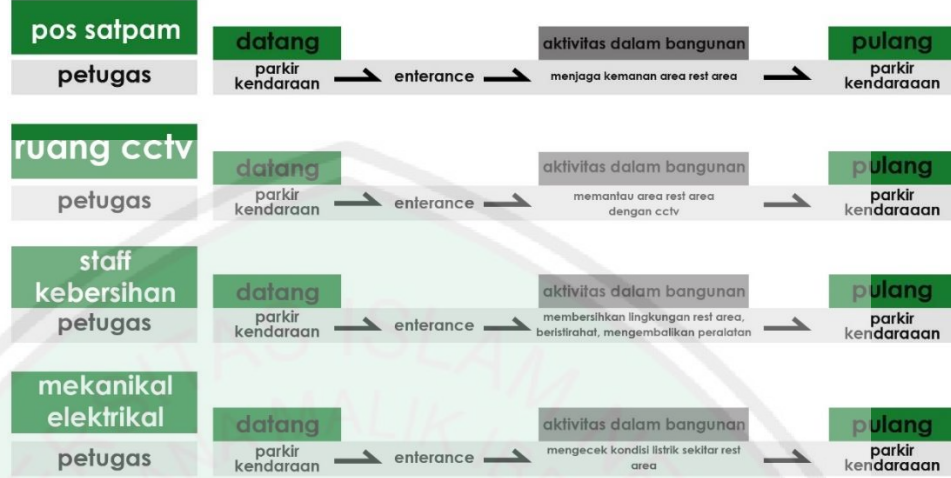 pos satpam
datang
aktivitas dalam bangunan
pulang
petugas
parkir
kendaraan
enterance
menjaga kemanan area rest area
parkir
kendaraaan
ruang cctv
datang
aktivitas dalam bangunan
pulang
petugas
parkir
kendaraan
enterance
memantau area rest area
dengan cctv
parkir
kendaraaan
staff
kebersihan
datang
aktivitas dalam bangunan
pulang
petugas
parkir
kendaraan
enterance
membersihkan lingkungan rest area,
beristirahat, mengembalikan peralatan
parkir
kendaraaan
mekanikal
elektrikal
datang
aktivitas dalam bangunan
pulang
petugas
parkir
kendaraan
enterance
mengecek kondisi listrik sekitar rest
area
parkir
kendaraaan